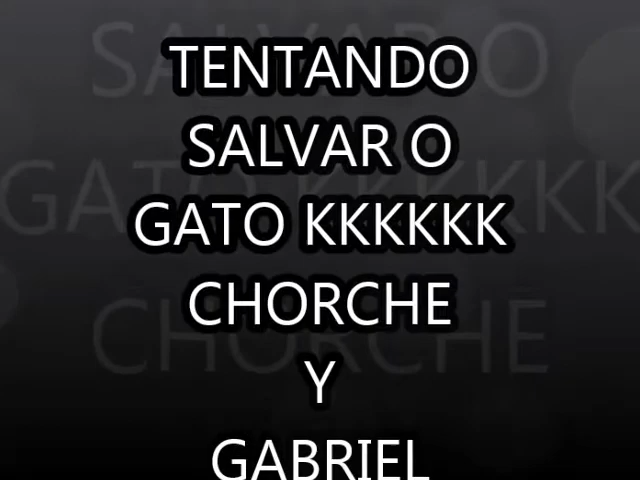 TENTANDO
SALVAR O
GATO KKKKKK
CHORCHE
Y
GABRIEL